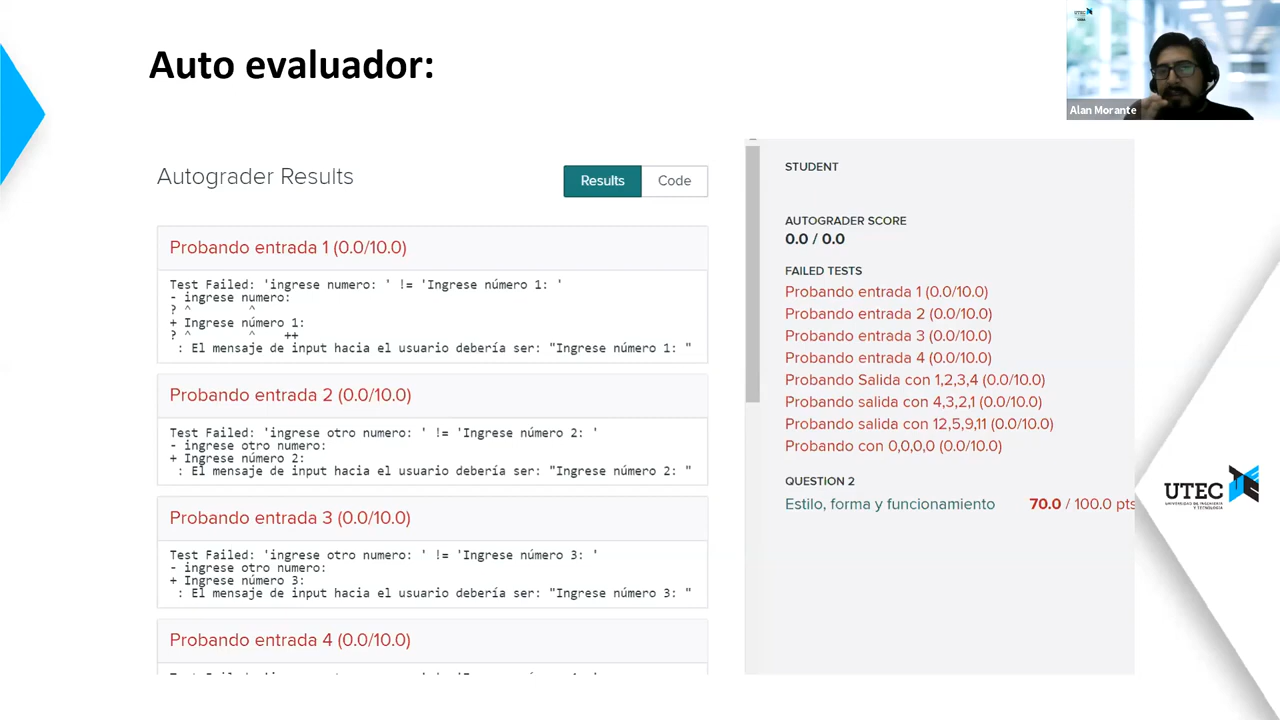 Auto evaluador:
UTEC
Alan Morante
Autograder Results
Results
Code
Probando entrada 1 (0.0/10.0)
Test Failed: 'ingrese numero: ' != 'Ingrese número 1: '
- ingrese numero:
? ^        ^
+ Ingrese número 1:
? ^        ^    ++
: El mensaje de input hacia el usuario debería ser: "Ingrese número 1: "
Probando entrada 2 (0.0/10.0)
Test Failed: 'ingrese otro numero: ' != 'Ingrese número 2: '
- ingrese otro numero:
+ Ingrese número 2:
: El mensaje de input hacia el usuario debería ser: "Ingrese número 2: "
Probando entrada 3 (0.0/10.0)
Test Failed: 'ingrese otro numero: ' != 'Ingrese número 3: '
- ingrese otro numero:
+ Ingrese número 3:
: El mensaje de input hacia el usuario debería ser: "Ingrese número 3: "
Probando entrada 4 (0.0/10.0)
STUDENT
AUTOGRADER SCORE
0.0 / 0.0
FAILED TESTS
Probando entrada 1 (0.0/10.0)
Probando entrada 2 (0.0/10.0)
Probando entrada 3 (0.0/10.0)
Probando entrada 4 (0.0/10.0)
Probando Salida con 1,2,3,4 (0.0/10.0)
Probando salida con 4,3,2,1 (0.0/10.0)
Probando salida con 12,5,9,11 (0.0/10.0)
Probando con 0,0,0,0 (0.0/10.0)
QUESTION 2
Estilo, forma y funcionamiento 70.0 / 100.0 pts
UTEC
UNIVERSIDAD DE INGENIERÍA
Y TECNOLOGÍA